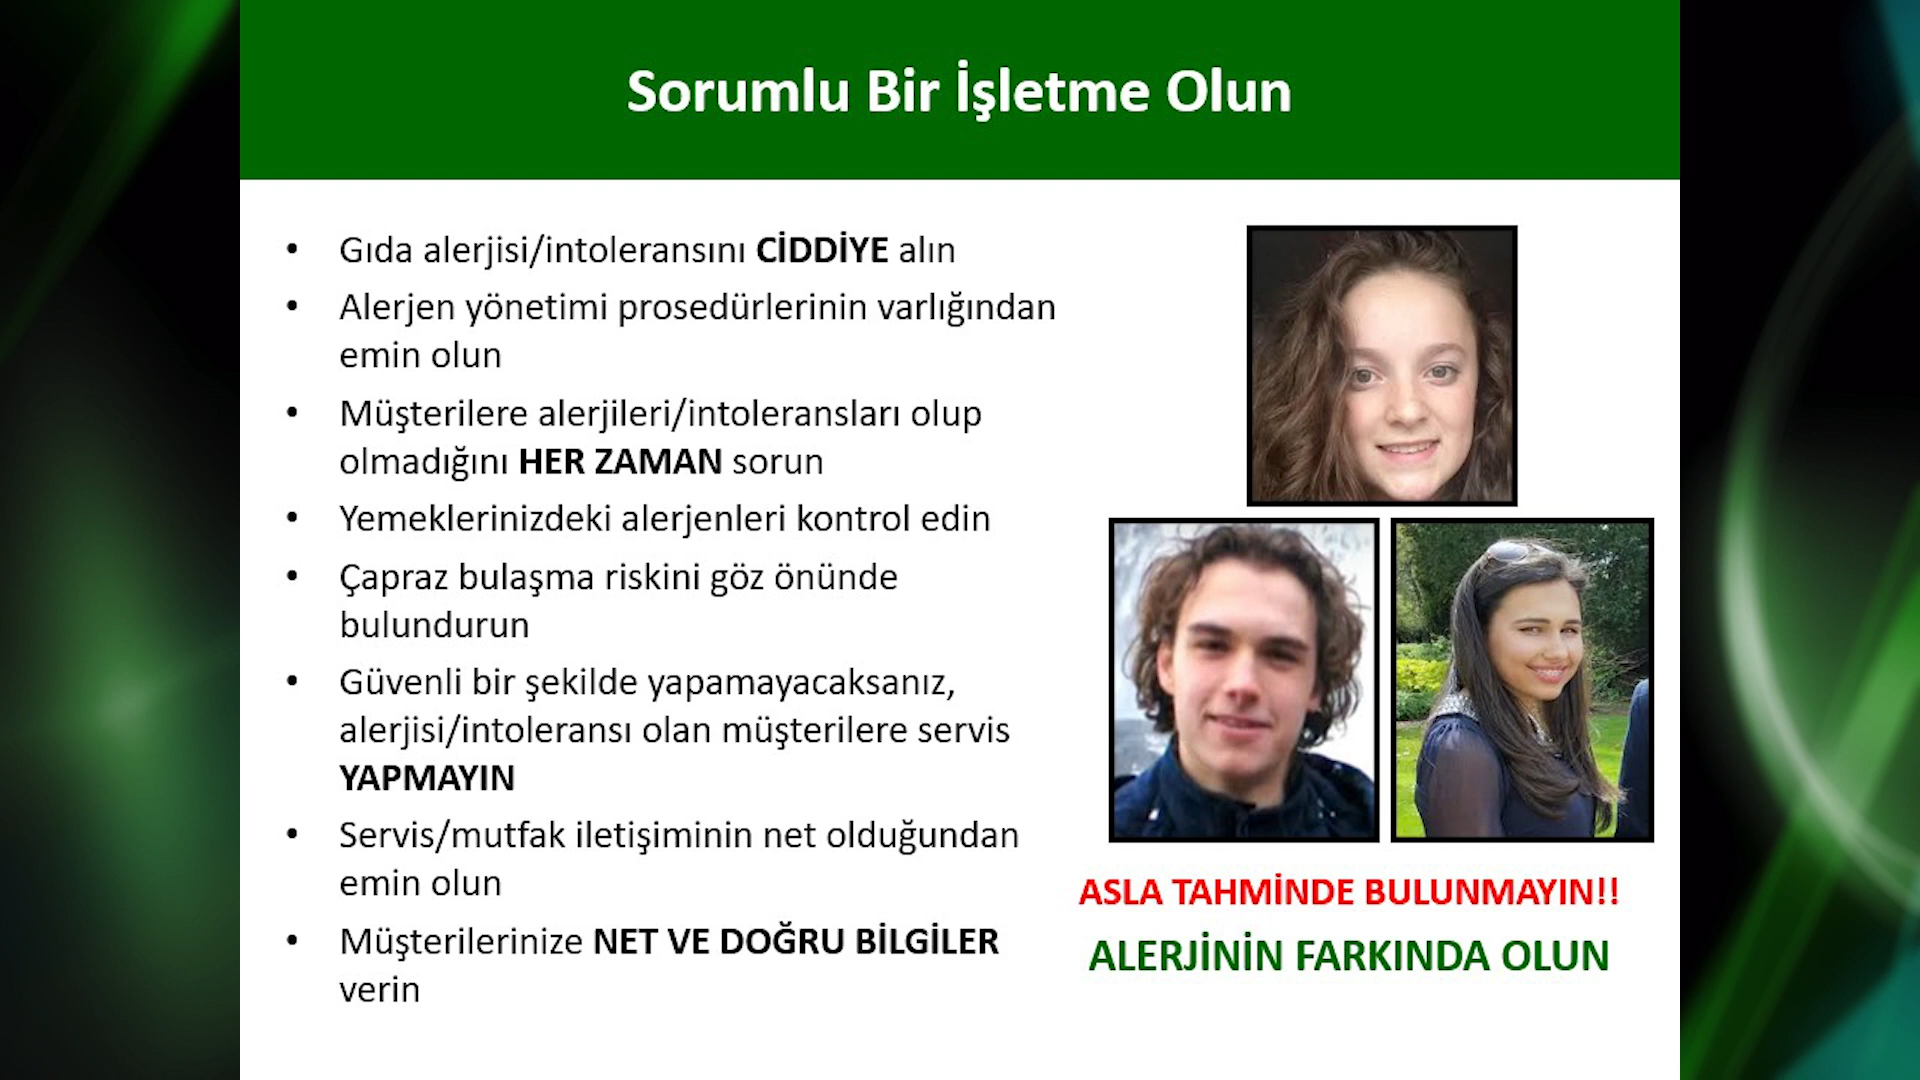 Sorumlu Bir İşletme Olun
• Gıda alerjisi/intoleransını CİDDİYE alın
• Alerjen yönetimi prosedürlerinin varlığından
emin olun
• Müşterilere alerjileri/intoleransları olup
olmadığını HER ZAMAN sorun
• Yemeklerinizdeki alerjenleri kontrol edin
• Çapraz bulaşma riskini göz önünde
bulundurun
• Güvenli bir şekilde yapamayacaksanız,
alerjisi/intoleransı olan müşterilere servis
YAPMAYIN
• Servis/mutfak iletişiminin net olduğundan
emin olun
• Müşterilerinize NET VE DOĞRU BİLGİLER
verin
ASLA TAHMİNDE BULUNMAYIN!!
ALERJİNİN FARKINDA OLUN